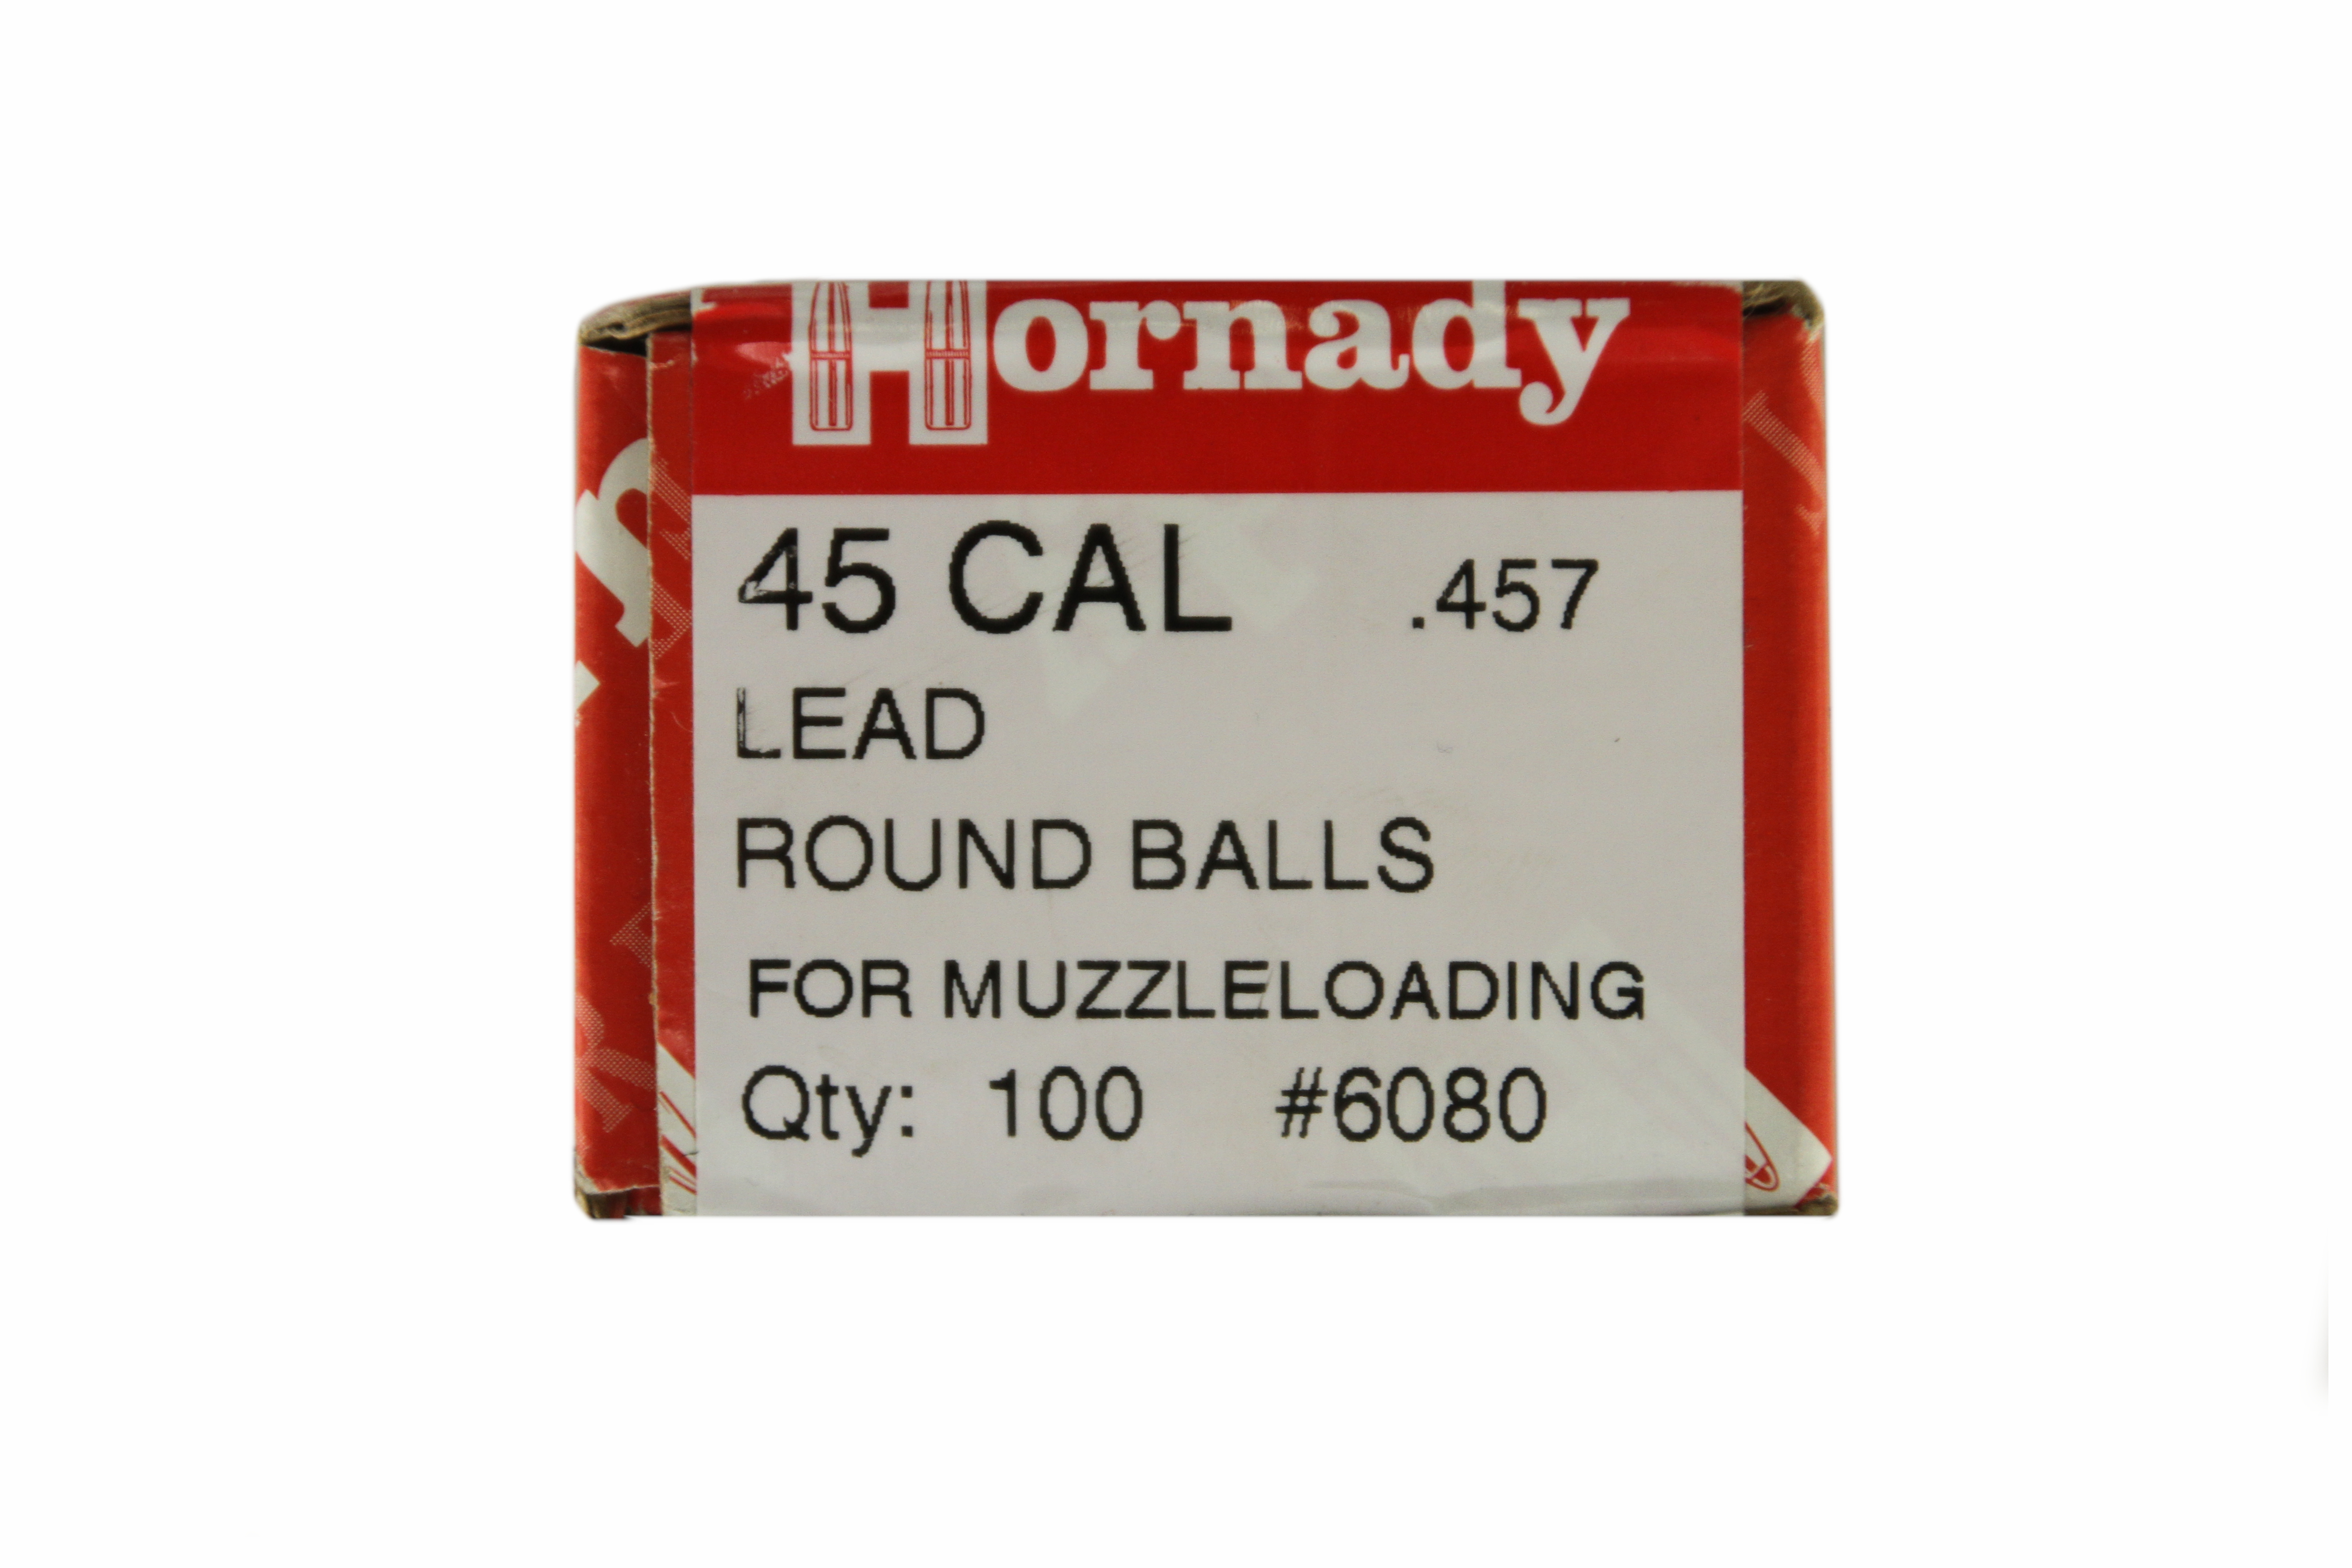 Hornady
45 CAL .457
LEAD
ROUND BALLS
FOR MUZZLELOADING
Qty: 100 #6080